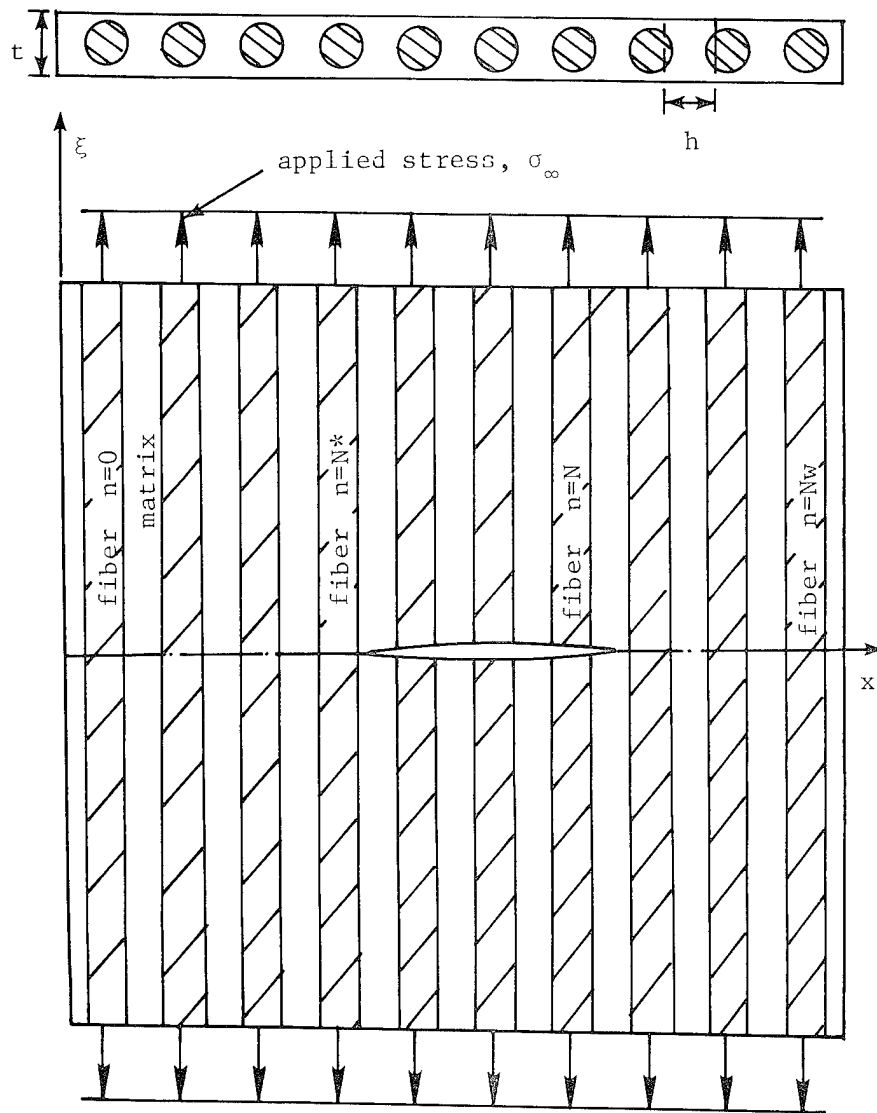 t
h
ξ
applied stress, σ∞
fiber n=0
matrix
fiber n=N*
fiber n=N
fiber n=Nw
x